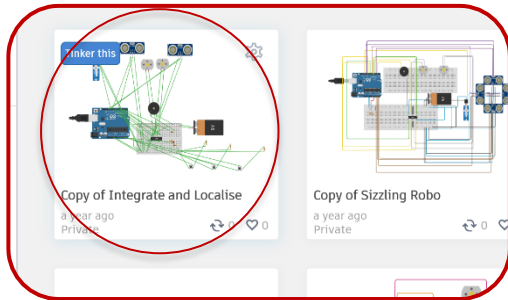 Tinker this
Copy of Integrate and Localise
a year ago
Private
0 0
Copy of Sizzling Robo
a year ago
Private
0